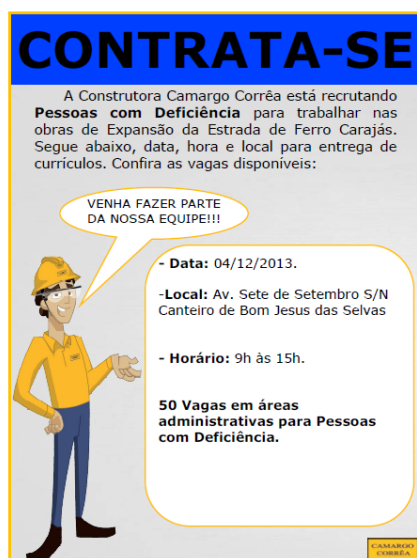 CONTRATA-SE
A Construtora Camargo Corrêa está recrutando
Pessoas com Deficiência para trabalhar nas
obras de Expansão da Estrada de Ferro Carajás.
Segue abaixo, data, hora e local para entrega de
currículos. Confira as vagas disponíveis:
VENHA FAZER PARTE
DA NOSSA EQUIPE!!!
- Data: 04/12/2013.
-Local: Av. Sete de Setembro S/N
Canteiro de Bom Jesus das Selvas
- Horário: 9h às 15h.
50 Vagas em áreas
administrativas para Pessoas
com Deficiência.
CAMARGO
CORRÊA